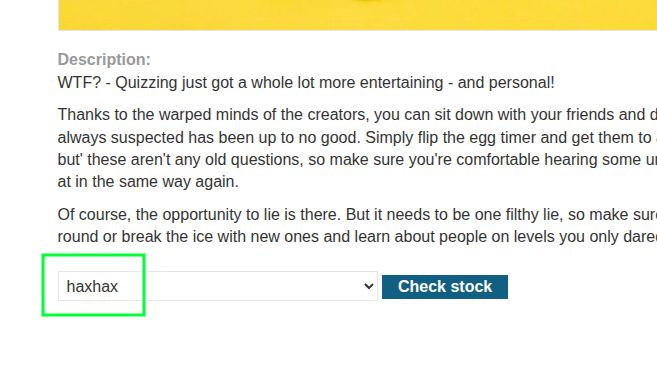 Description:
WTF? - Quizzing just got a whole lot more entertaining - and personal!
Thanks to the warped minds of the creators, you can sit down with your friends and d
always suspected has been up to no good. Simply flip the egg timer and get them to
but' these aren't any old questions, so make sure you're comfortable hearing some u
at in the same way again.
Of course, the opportunity to lie is there. But it needs to be one filthy lie, so make sure
round or break the ice with new ones and learn about people on levels you only dare
haxhax Check stock